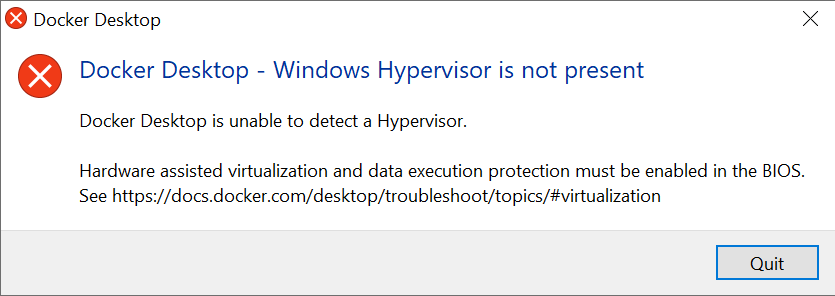 Docker Desktop
Docker Desktop - Windows Hypervisor is not present
Docker Desktop is unable to detect a Hypervisor.
Hardware assisted virtualization and data execution protection must be enabled in the BIOS.
See https://docs.docker.com/desktop/troubleshoot/topics/#virtualization
Quit